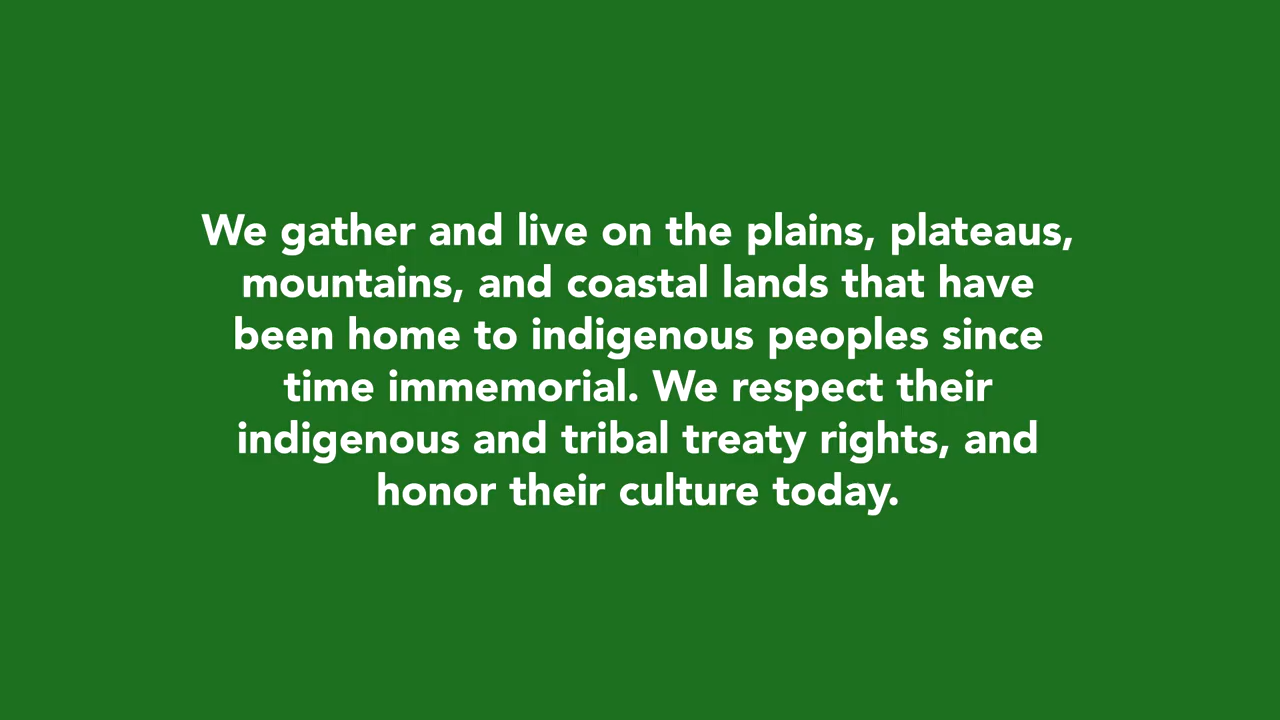 We gather and live on the plains, plateaus,
mountains, and coastal lands that have
been home to indigenous peoples since
time immemorial. We respect their
indigenous and tribal treaty rights, and
honor their culture today.